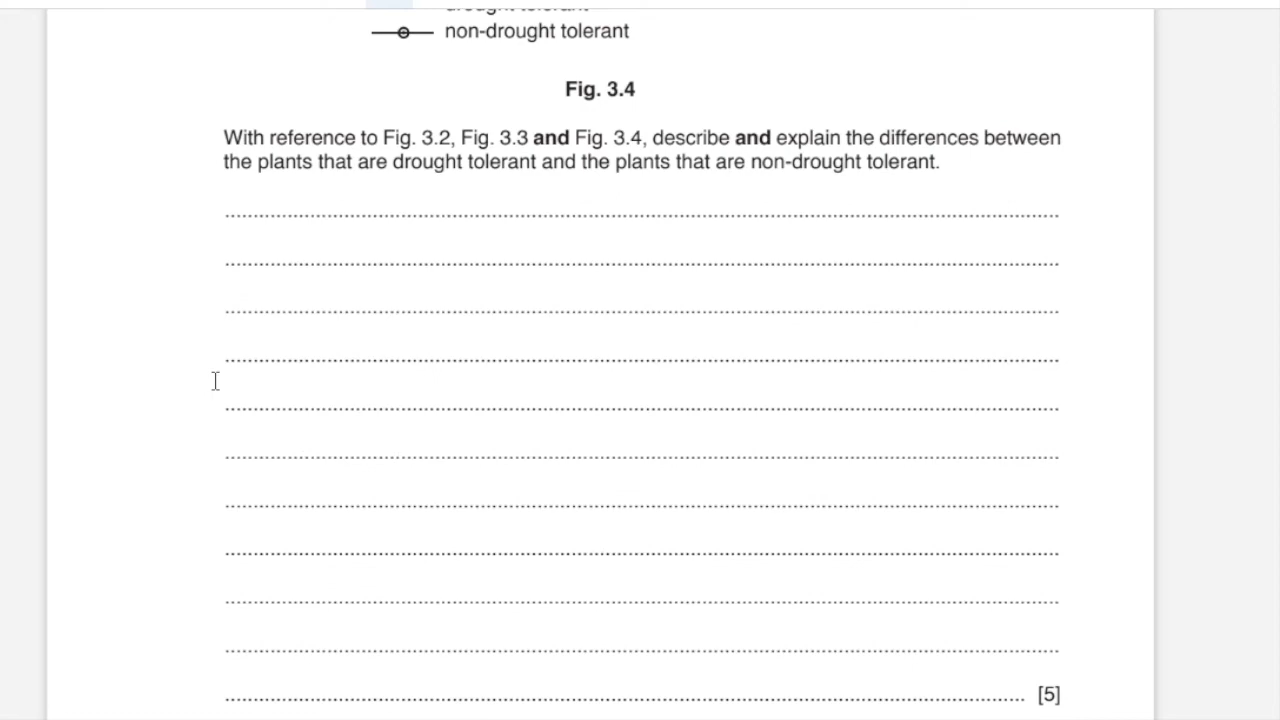 non-drought tolerant
Fig. 3.4
With reference to Fig. 3.2, Fig. 3.3 and Fig. 3.4, describe and explain the differences between
the plants that are drought tolerant and the plants that are non-drought tolerant.
[5]